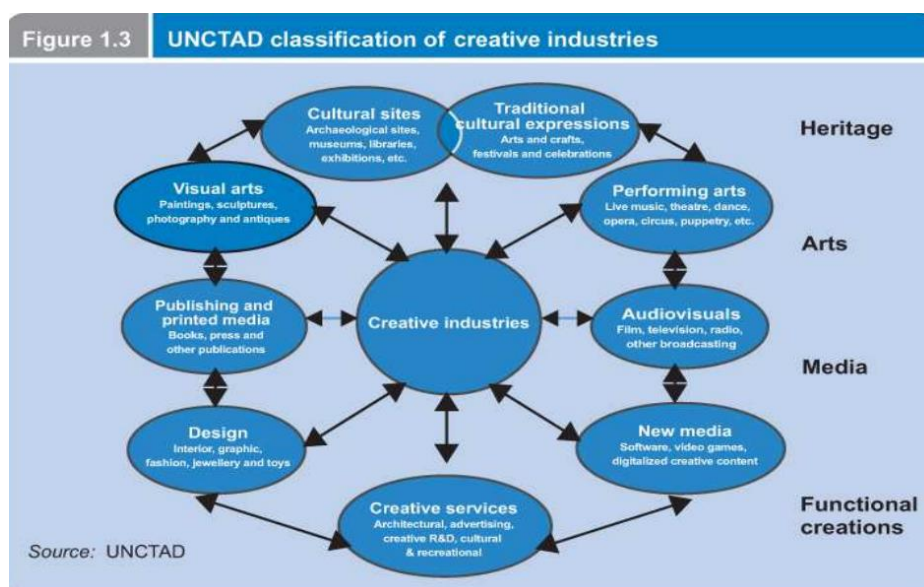 Figure 1.3
UNCTAD classification of creative industries
Cultural sites
Archaeological sites,
museums, libraries,
exhibitions, etc.
Traditional
cultural expressions
Arts and crafts,
festivals and celebrations
Heritage
Visual arts
Paintings, sculptures,
photography and antiques
Performing arts
Live music, theatre, dance,
opera, circus, puppetry, etc.
Arts
Publishing and
printed media
Books, press and
other publications
Creative industries
Audiovisuals
Film, television, radio,
other broadcasting
Media
Design
Interior, graphic,
fashion, jewellery and toys
New media
Software, video games,
digitalized creative content
Creative services
Architectural, advertising,
creative R&D, cultural
& recreational
Functional
creations
Source: UNCTAD